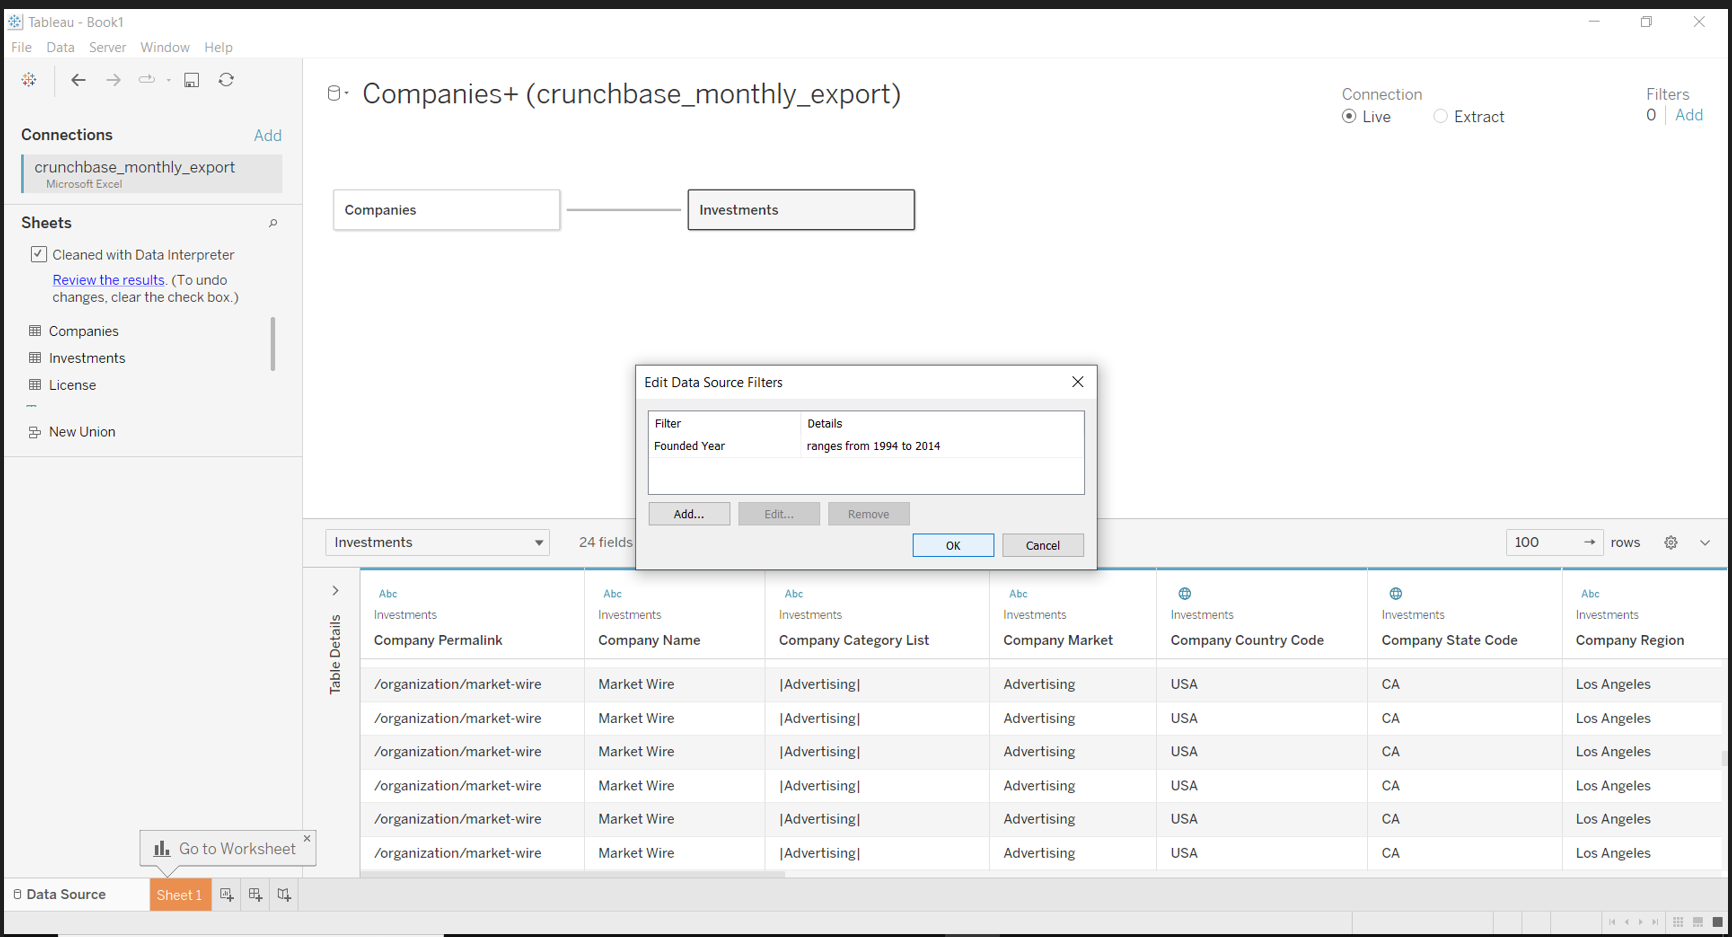 Tableau - Book1
File Data Server Window Help
Connections Add
crunchbase_monthly_export
Microsoft Excel
Sheets
Cleaned with Data Interpreter
Review the results. (To undo
changes, clear the check box.)
Companies
Investments
License
New Union
Companies+ (crunchbase_monthly_export)
Connection
Live Extract
Filters
0 Add
Companies
Investments
Edit Data Source Filters
Filter Details
Founded Year ranges from 1994 to 2014
Add... Edit... Remove
OK Cancel
Investments 24 fields 100 rows
Table Details
Abc Abc Abc Abc Abc
Investments Investments Investments Investments Investments Investments Investments
Company Permalink Company Name Company Category List Company Market Company Country Code Company State Code Company Region
/organization/market-wire Market Wire |Advertising| Advertising USA CA Los Angeles
/organization/market-wire Market Wire |Advertising| Advertising USA CA Los Angeles
/organization/market-wire Market Wire |Advertising| Advertising USA CA Los Angeles
/organization/market-wire Market Wire |Advertising| Advertising USA CA Los Angeles
/organization/market-wire Market Wire |Advertising| Advertising USA CA Los Angeles
/organization/market-wire Market Wire |Advertising| Advertising USA CA Los Angeles
Go to Worksheet
Data Source Sheet 1